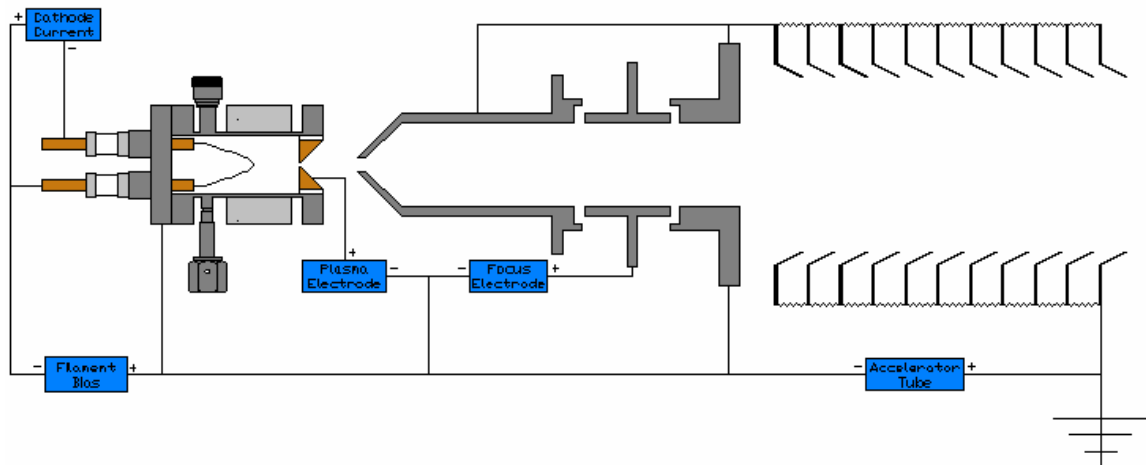 +
Cathode
Current
-
+
Plasma
Electrode
-
-
Focus
Electrode
+
-
Filament
Bias
+
-
Accelerator
Tube
+